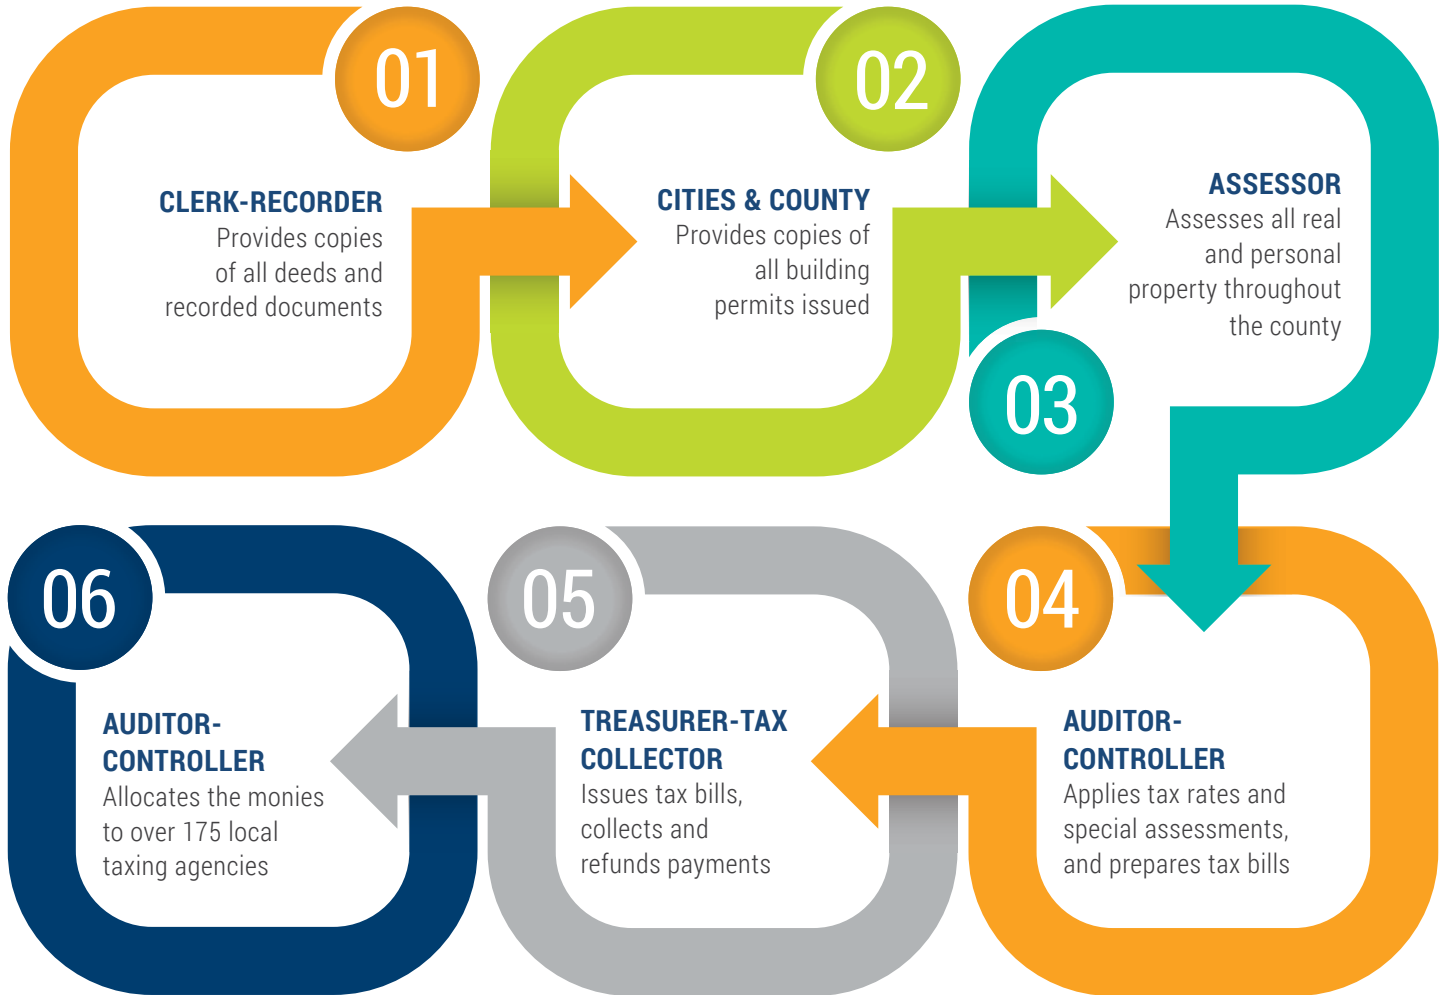 01
CLERK-RECORDER
Provides copies
of all deeds and
recorded documents
02
CITIES & COUNTY
Provides copies of
all building
permits issued
03
ASSESSOR
Assesses all real
and personal
property throughout
the county
04
AUDITOR-
CONTROLLER
Applies tax rates and
special assessments,
and prepares tax bills
05
TREASURER-TAX
COLLECTOR
Issues tax bills,
collects and
refunds payments
06
AUDITOR-
CONTROLLER
Allocates the monies
to over 175 local
taxing agencies